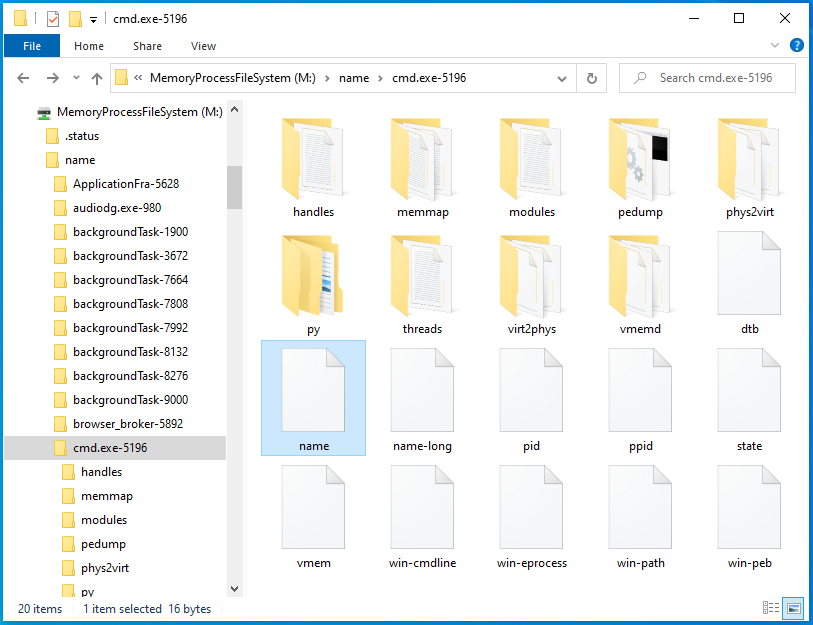 cmd.exe-5196
File Home Share View
« MemoryProcessFileSystem (M:) › name › cmd.exe-5196
Search cmd.exe-5196
MemoryProcessFileSystem (M:)
.status
name
ApplicationFra-5628
audiodg.exe-980
backgroundTask-1900
backgroundTask-3672
backgroundTask-7664
backgroundTask-7808
backgroundTask-7992
backgroundTask-8132
backgroundTask-8276
backgroundTask-9000
browser_broker-5892
cmd.exe-5196
handles
memmap
modules
pedump
phys2virt
py
handles memmap modules pedump phys2virt
py threads virt2phys vmemd dtb
name name-long pid ppid state
vmem win-cmdline win-eprocess win-path win-peb
20 items 1 item selected 16 bytes